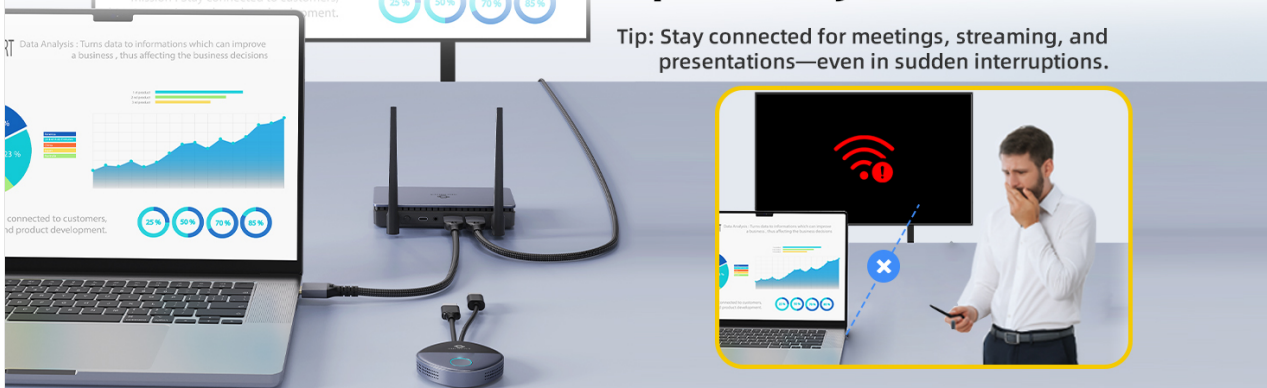 Tip: Stay connected for meetings, streaming, and
presentations—even in sudden interruptions.
25 %
50 %
70 %
85 %
RT
Data Analysis : Turns data to informations which can improve
a business , thus affecting the business decisions
23 %
connected to customers,
nd product development.
25 %
50 %
70 %
85 %